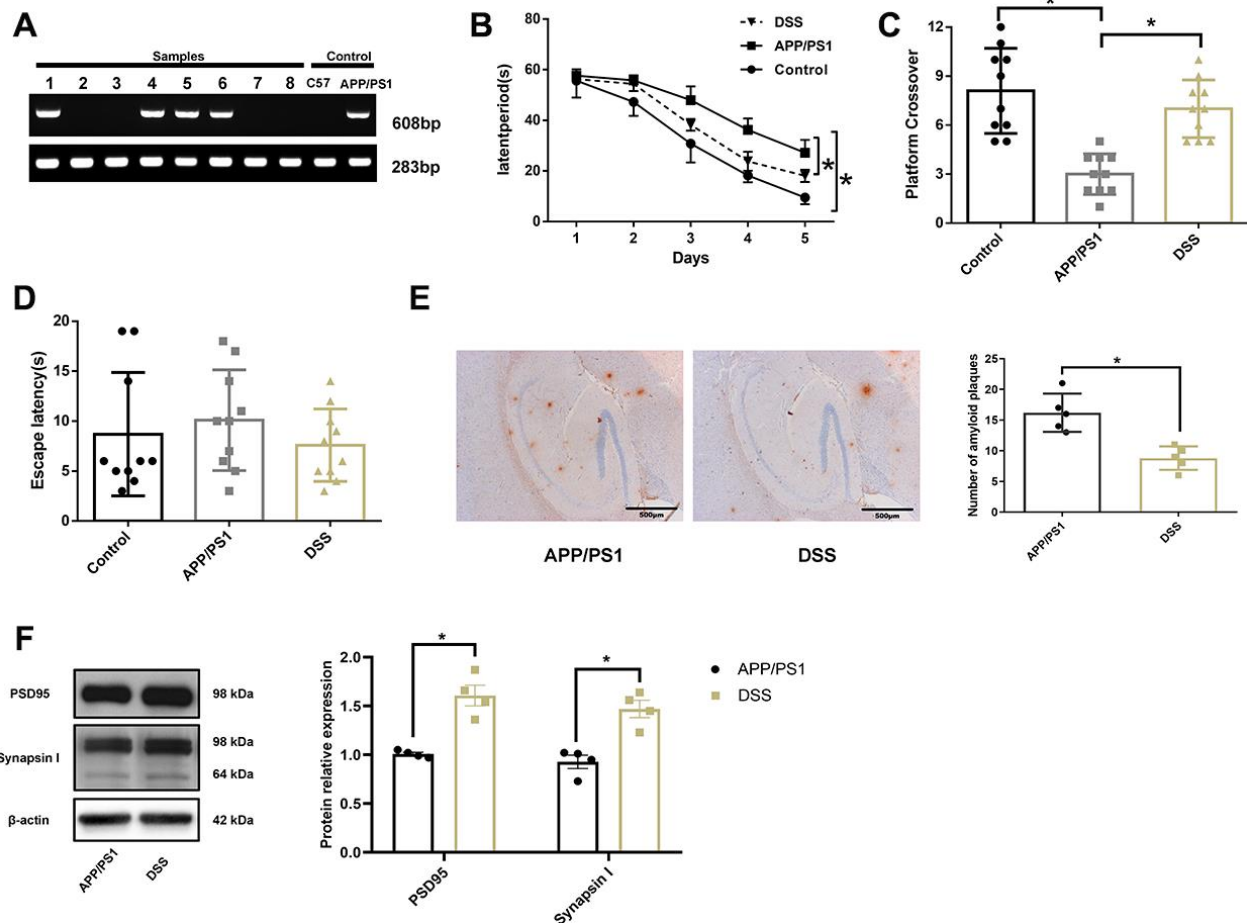 A
Samples
Control
1 2 3 4 5 6 7 8 C57 APP/PS1
608bp
283bp
B
DSS
APP/PS1
Control
latentperiod(s)
80
60
40
20
0
1 2 3 4 5
Days
*
*
C
Platform Crossover
12
9
6
3
0
*
*
Control
APP/PS1
DSS
D
Escape latency(s)
20
15
10
5
0
Control
APP/PS1
DSS
E
500μm
500μm
APP/PS1
DSS
Number of amyloid plaques
25
20
15
10
5
0
*
APP/PS1
DSS
F
PSD95
98 kDa
Synapsin I
98 kDa
64 kDa
β-actin
42 kDa
APP/PS1
DSS
Protein relative expression
2.0
1.5
1.0
0.5
0.0
*
*
PSD95
Synapsin I
APP/PS1
DSS